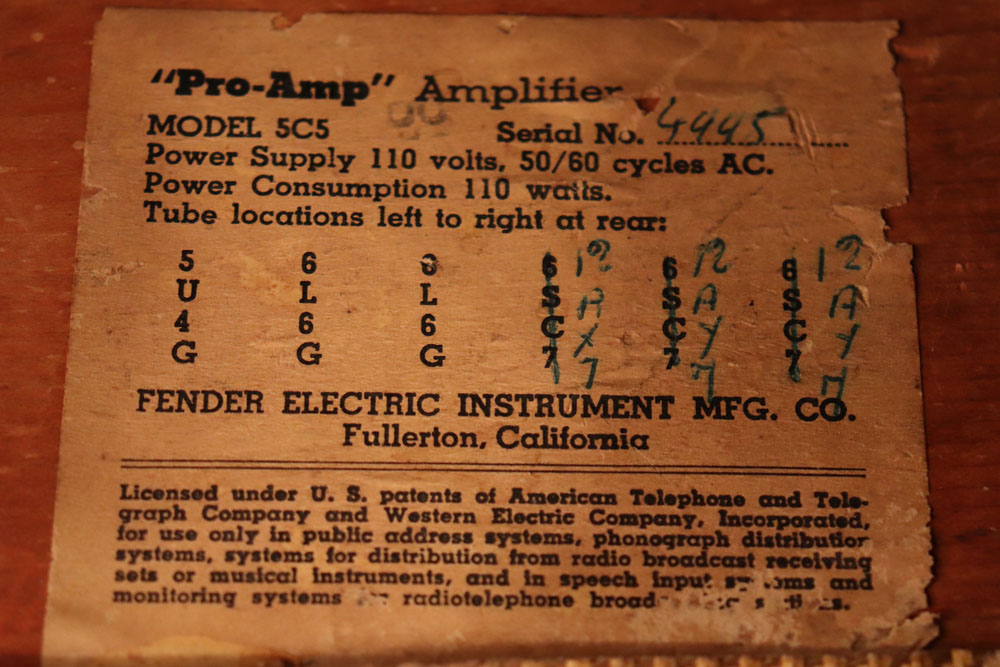 "Pro-Amp" Amplifier
MODEL 5C5 Serial No. 4445
Power Supply 110 volts, 50/60 cycles AC.
Power Consumption 110 watts.
Tube locations left to right at rear:
5 6 6 6 12 6 12 6 12
U L L S A S A S A
4 6 6 C X C Y C Y
G G G 7 7 7 7 7 7
FENDER ELECTRIC INSTRUMENT MFG. CO.
Fullerton, California
Licensed under U. S. patents of American Telephone and Tele-
graph Company and Western Electric Company, Incorporated,
for use only in public address systems, phonograph distribution
systems, systems for distribution from radio broadcast receiving
sets or musical instruments, and in speech input systems and
monitoring systems radiotelephone